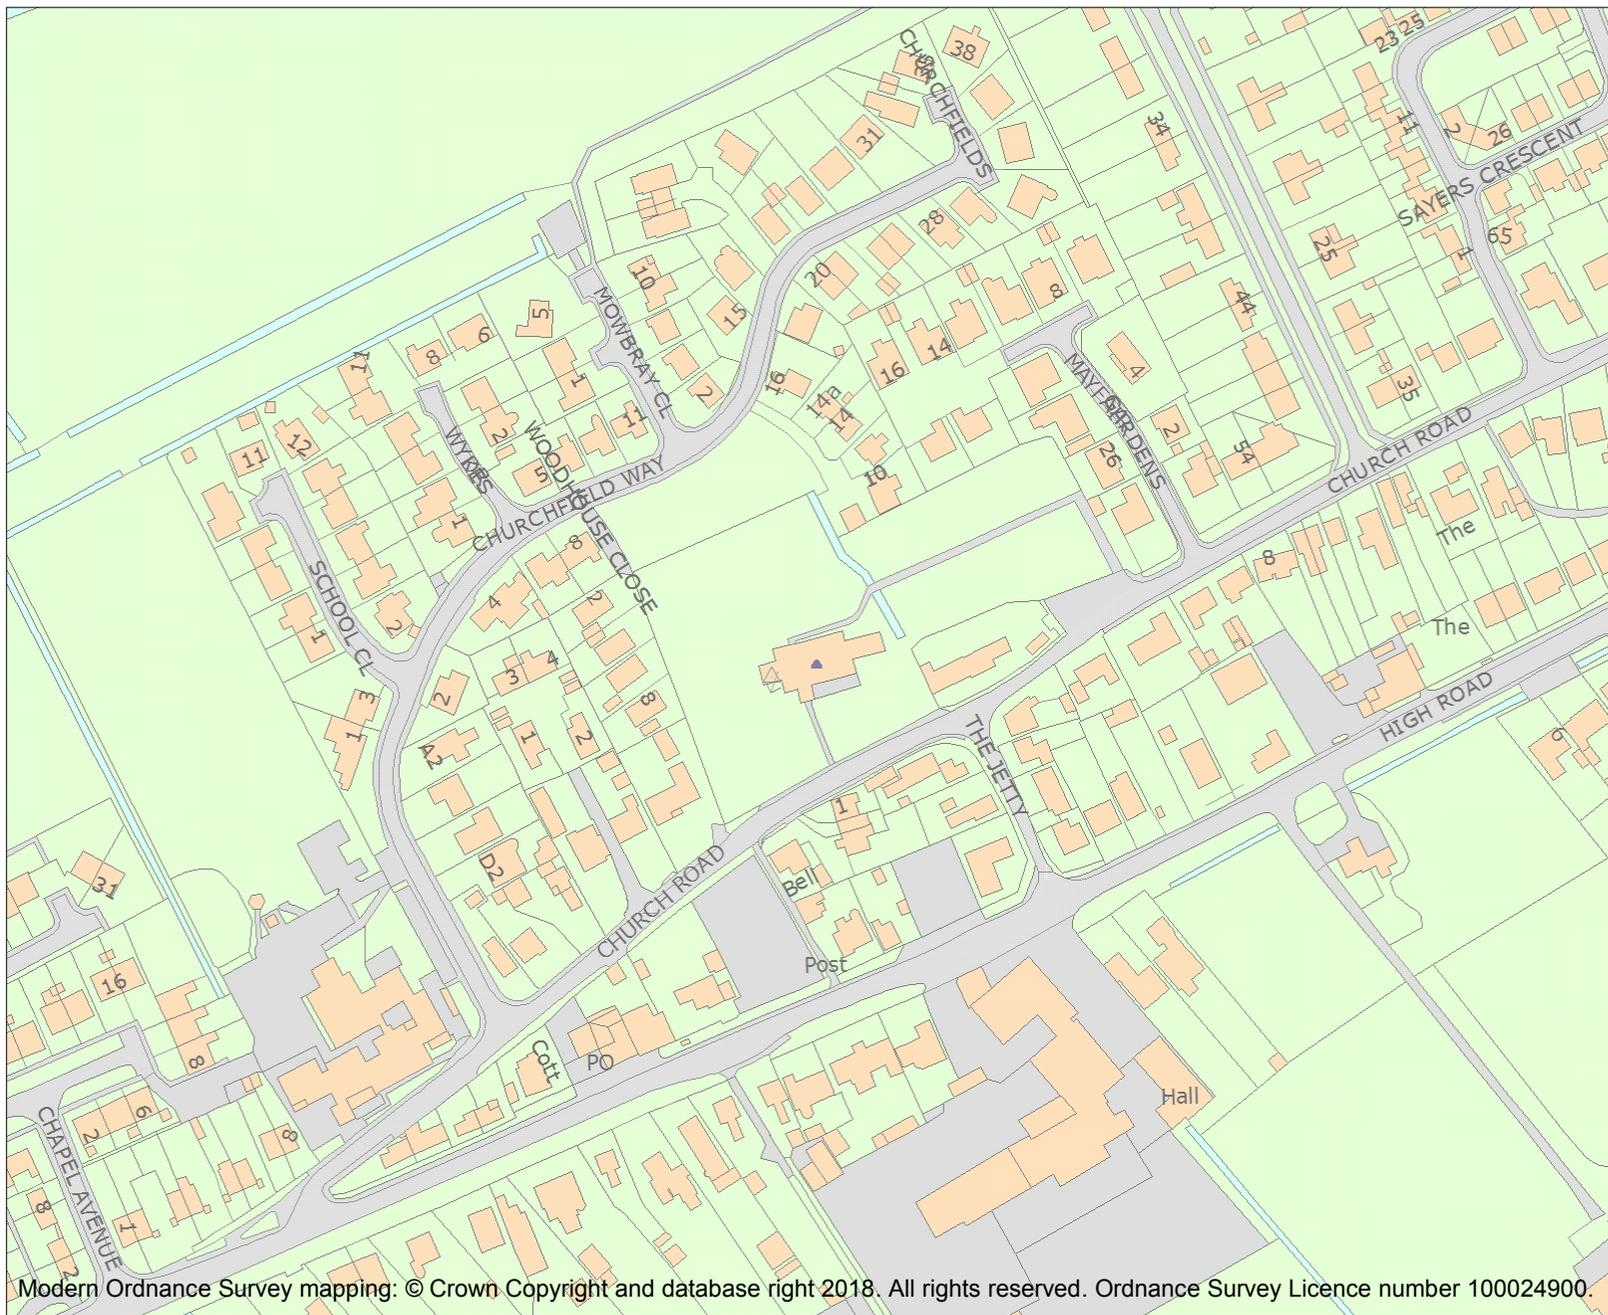 CHURCHFIELDS
38
31
28
20
34
23 25
11
2
26
SAYERS CRESCENT
1
65
25
44
10
MOWBRAY CL
15
2
11
1
5
6
8
11
12
11
8
14
16
16
14a
14
10
4
MAYFAIR GARDENS
2
26
54
35
CHURCH ROAD
2
WYKES
5
1
WOODHOUSE CLOSE
CHURCHFIELD WAY
SCHOOL CL
1
2
4
8
2
3
4
8
2
3
1
A2
1
2
D2
8
The
The
HIGH ROAD
6
THE JETTY
1
Bell
Post
CHURCH ROAD
31
16
8
Cott
PO
Hall
6
2
8
CHAPEL AVENUE
8
1
2
Modern Ordnance Survey mapping: © Crown Copyright and database right 2018. All rights reserved. Ordnance Survey Licence number 100024900.